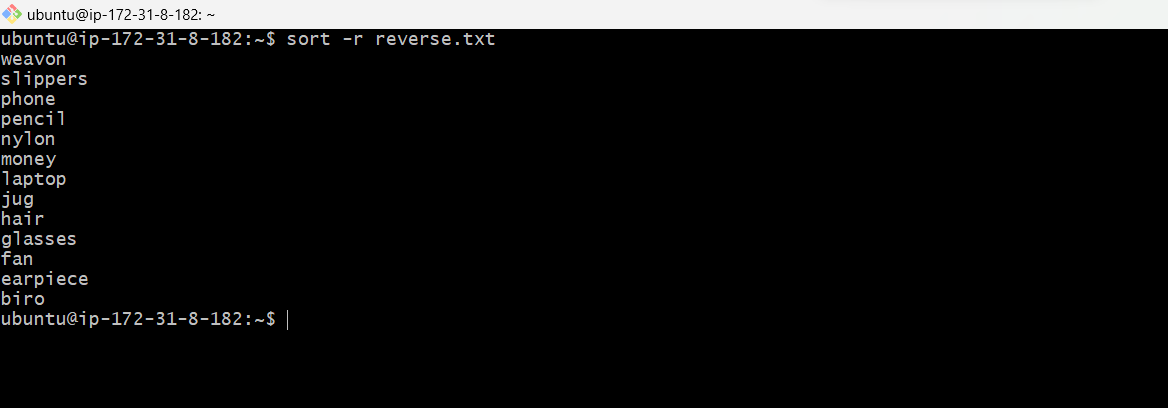 ubuntu@ip-172-31-8-182: ~
ubuntu@ip-172-31-8-182:~$ sort -r reverse.txt
weavon
slippers
phone
pencil
nylon
money
laptop
jug
hair
glasses
fan
earpiece
biro
ubuntu@ip-172-31-8-182:~$